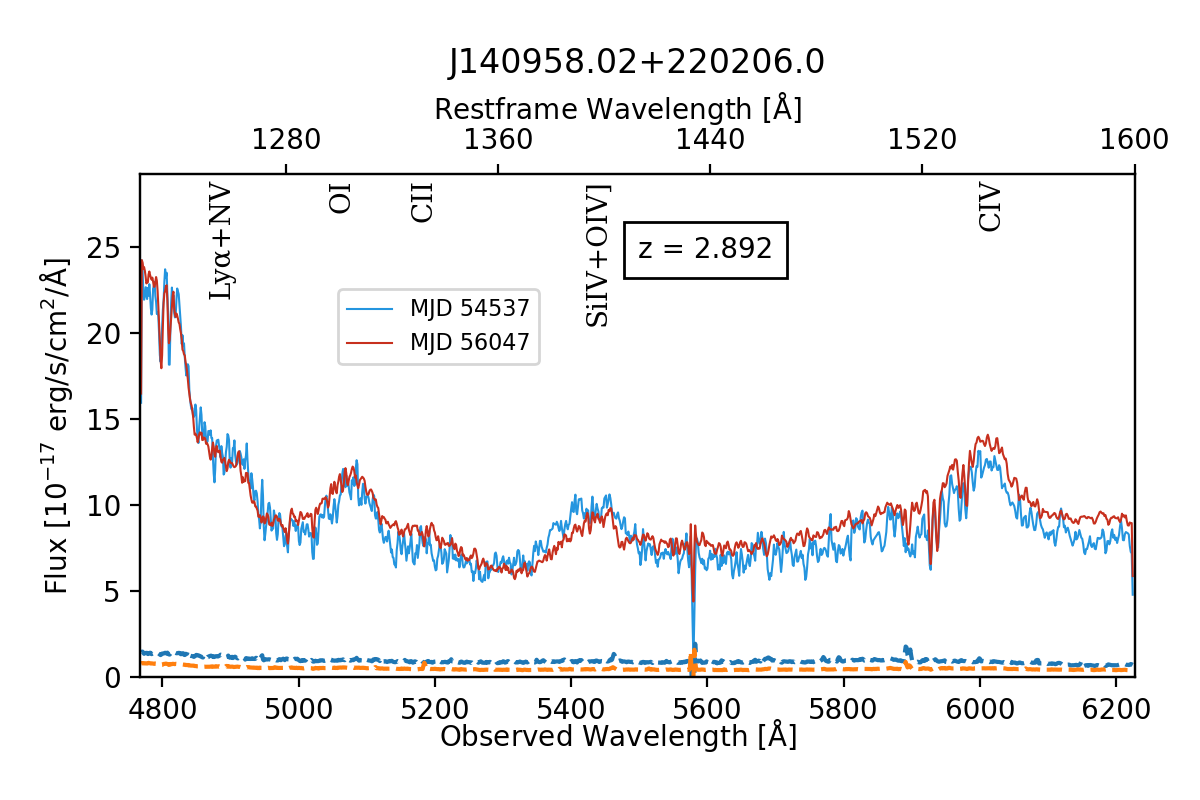 J140958.02+220206.0
Restframe Wavelength [Å]
1280 1360 1440 1520 1600
Lyα+NV
OI
CII
SiIV+OIV]
CIV
z = 2.892
MJD 54537
MJD 56047
Flux [10⁻¹⁷ erg/s/cm²/Å]
25
20
15
10
5
0
4800 5000 5200 5400 5600 5800 6000 6200
Observed Wavelength [Å]